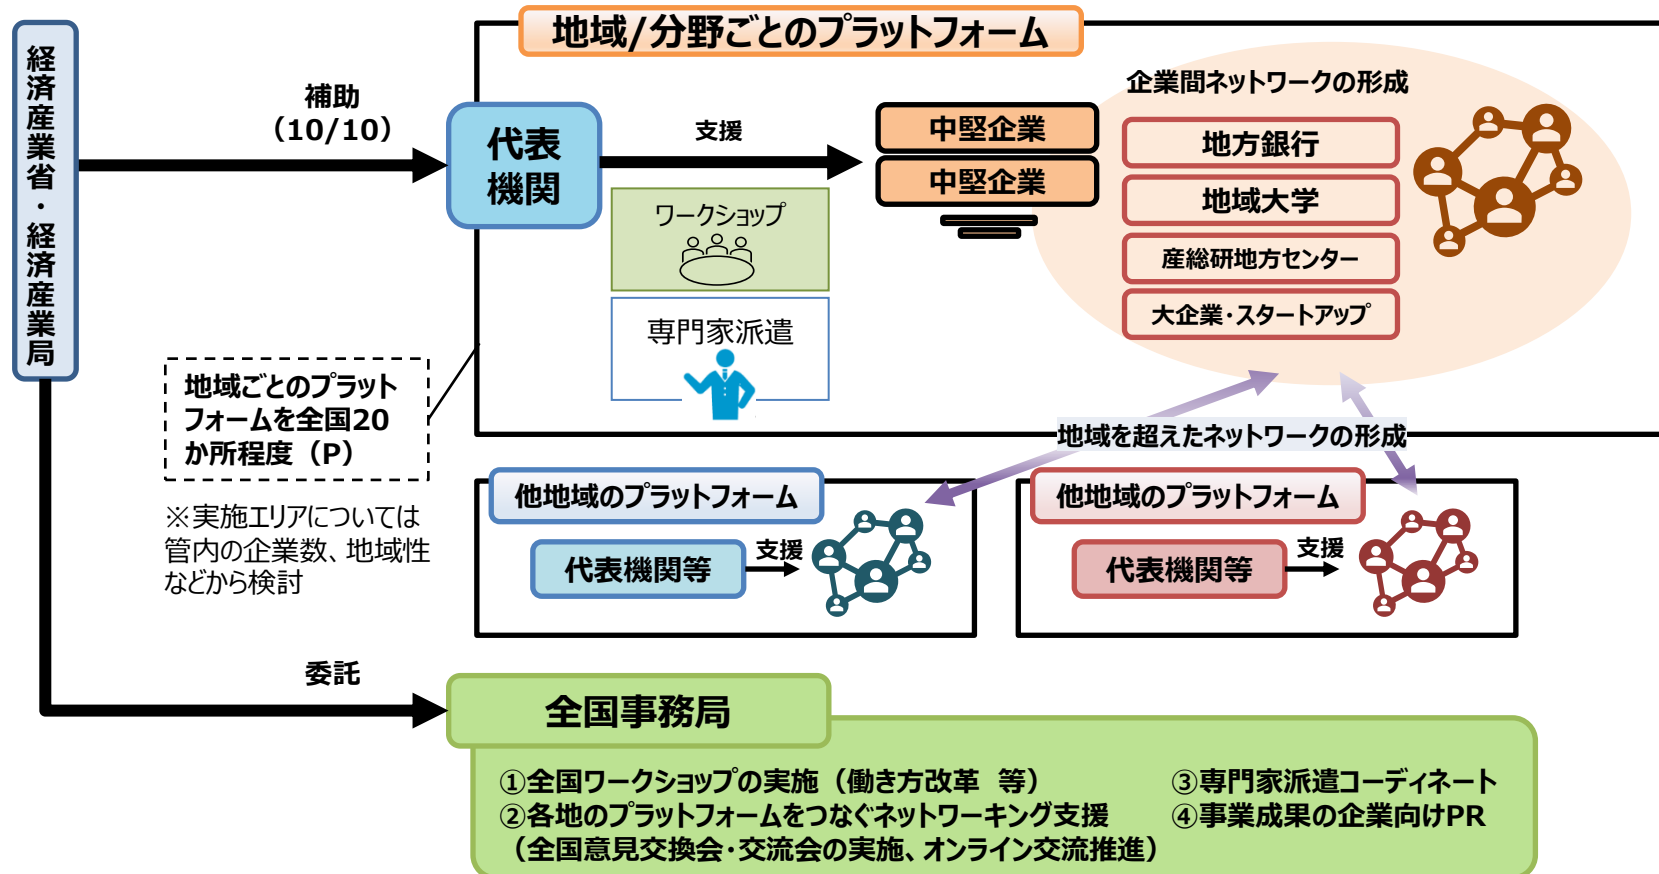 経済産業省・経済産業局
補助
（10/10）
地域/分野ごとのプラットフォーム
代表
機関
支援
ワークショップ
専門家派遣
中堅企業
中堅企業
企業間ネットワークの形成
地方銀行
地域大学
産総研地方センター
大企業・スタートアップ
地域ごとのプラット
フォームを全国20
か所程度（P）
※実施エリアについては
管内の企業数、地域性
などから検討
地域を超えたネットワークの形成
他地域のプラットフォーム
代表機関等
支援
他地域のプラットフォーム
代表機関等
支援
委託
全国事務局
①全国ワークショップの実施（働き方改革 等）
②各地のプラットフォームをつなぐネットワーキング支援
（全国意見交換会・交流会の実施、オンライン交流推進）
③専門家派遣コーディネート
④事業成果の企業向けPR